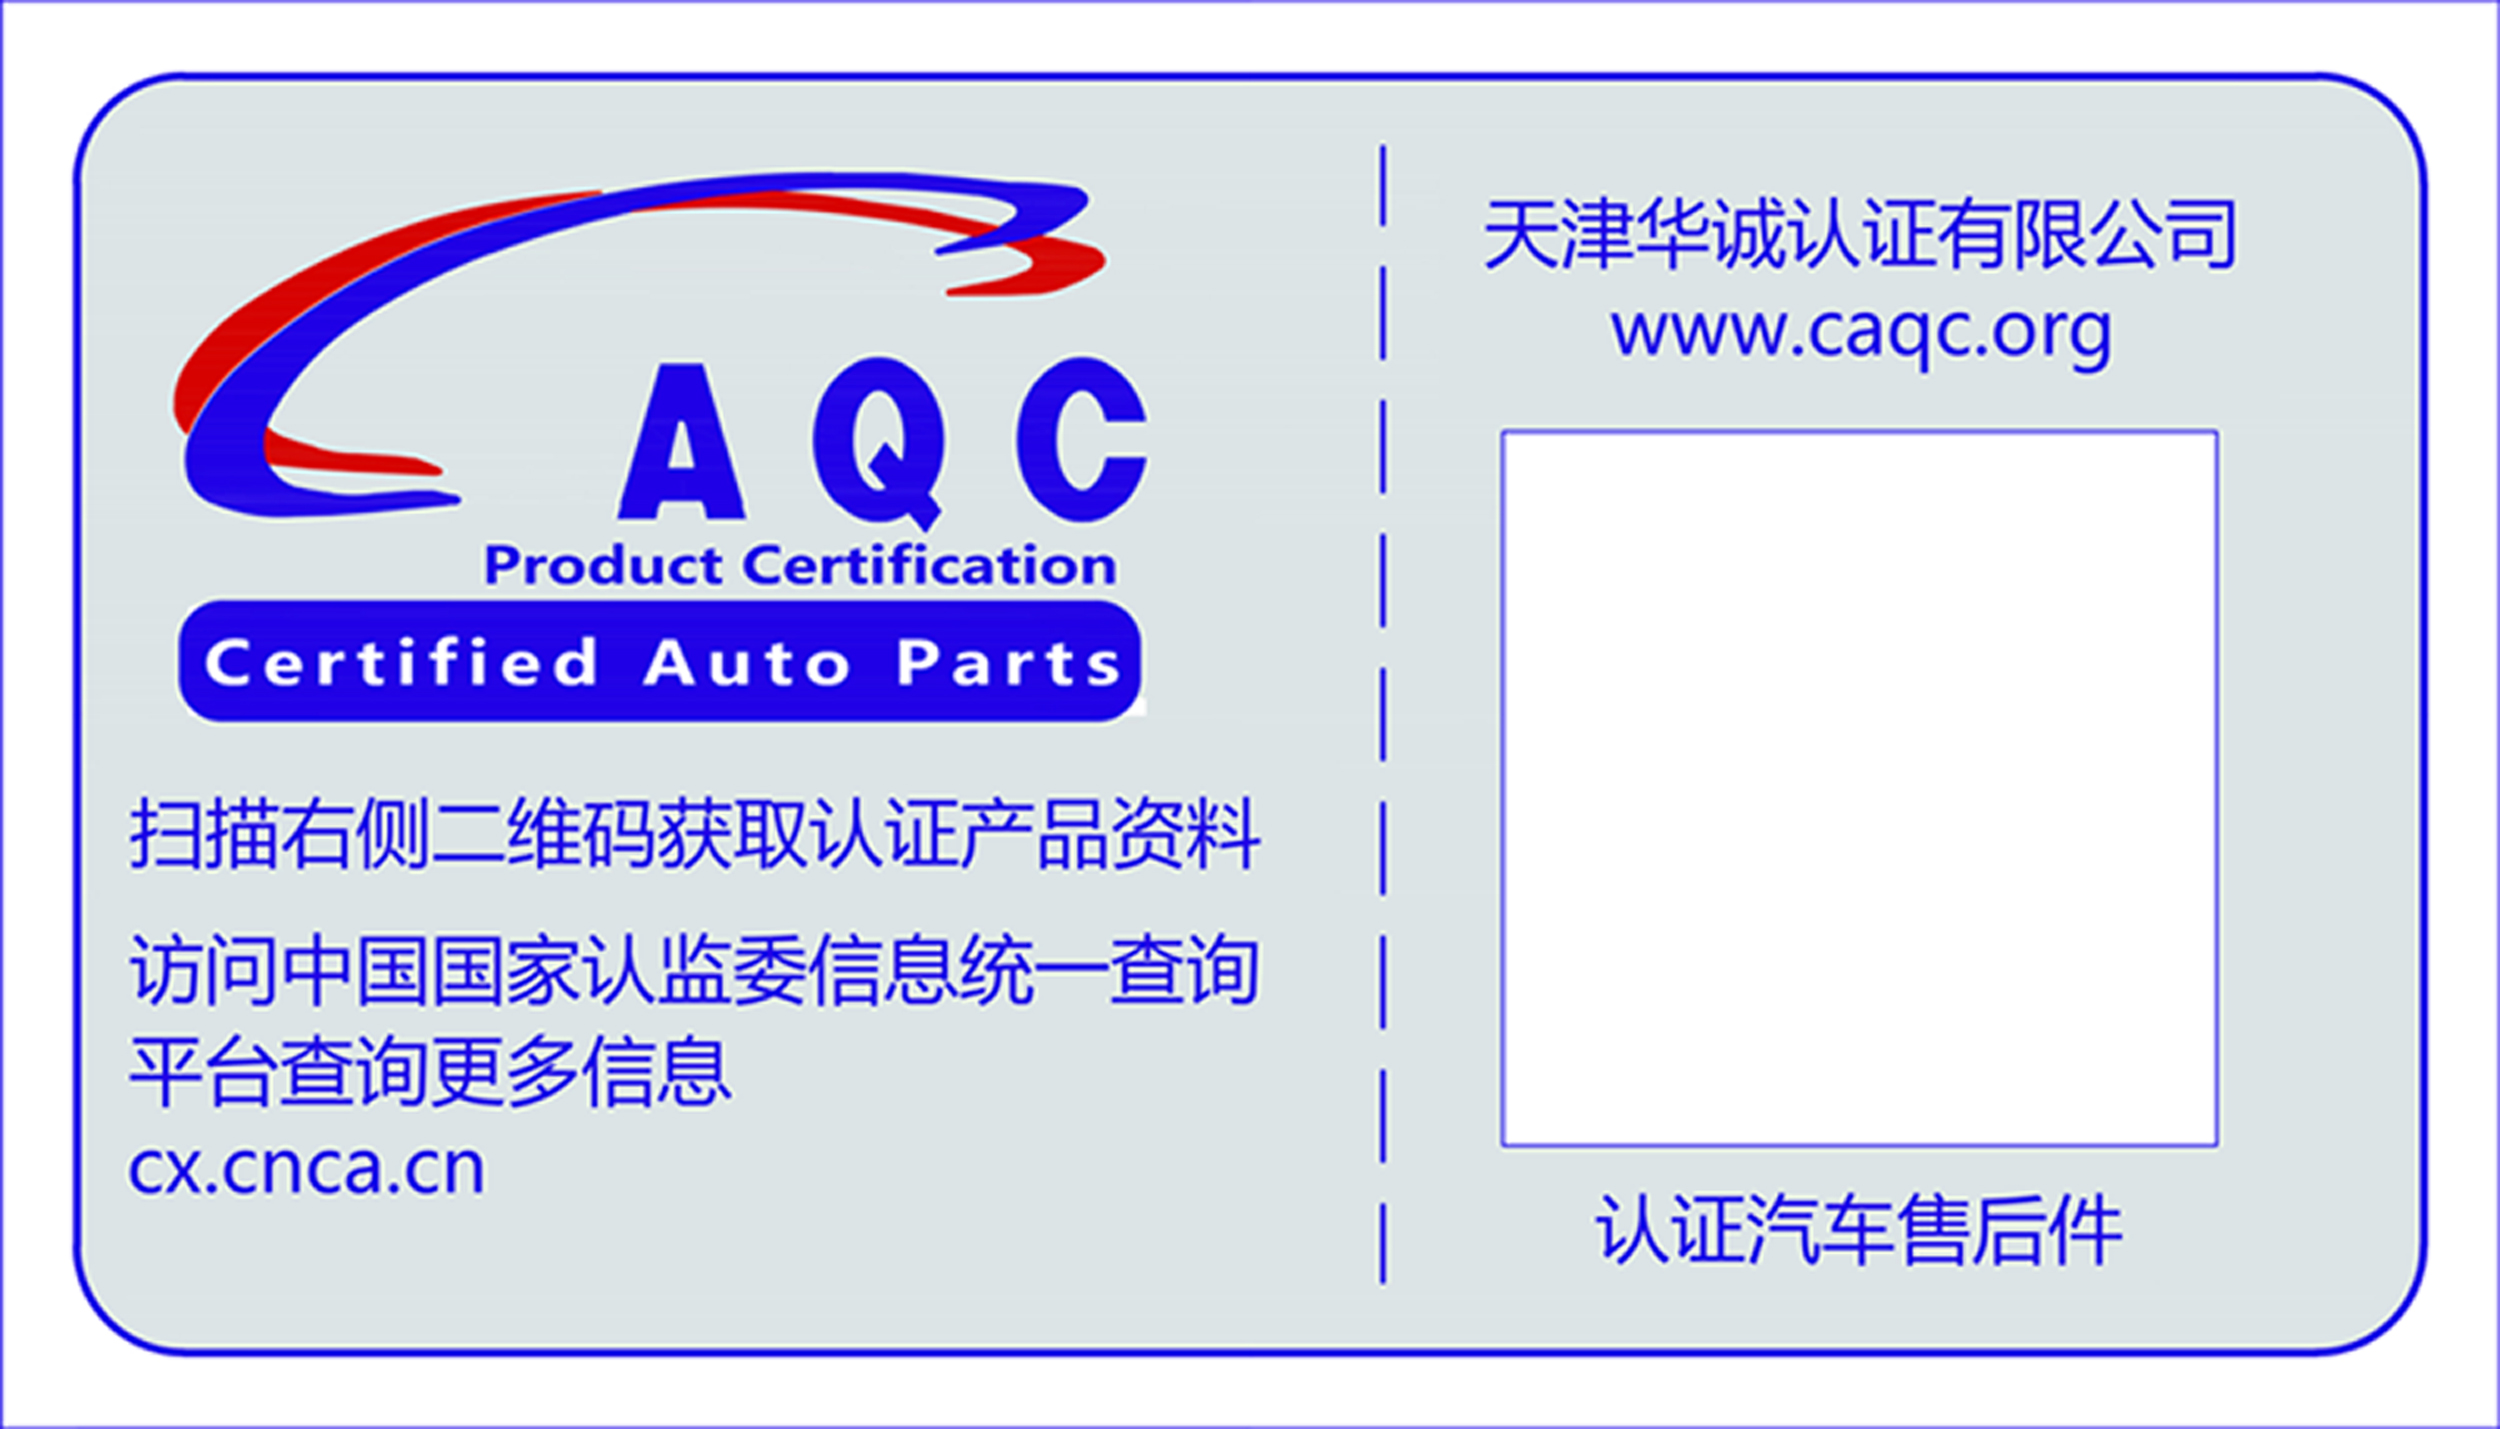 AQC
Product Certification
Certified Auto Parts
扫描右侧二维码获取认证产品资料
访问中国国家认监委信息统一查询
平台查询更多信息
cx.cnca.cn
天津华诚认证有限公司
www.caqc.org
认证汽车售后件